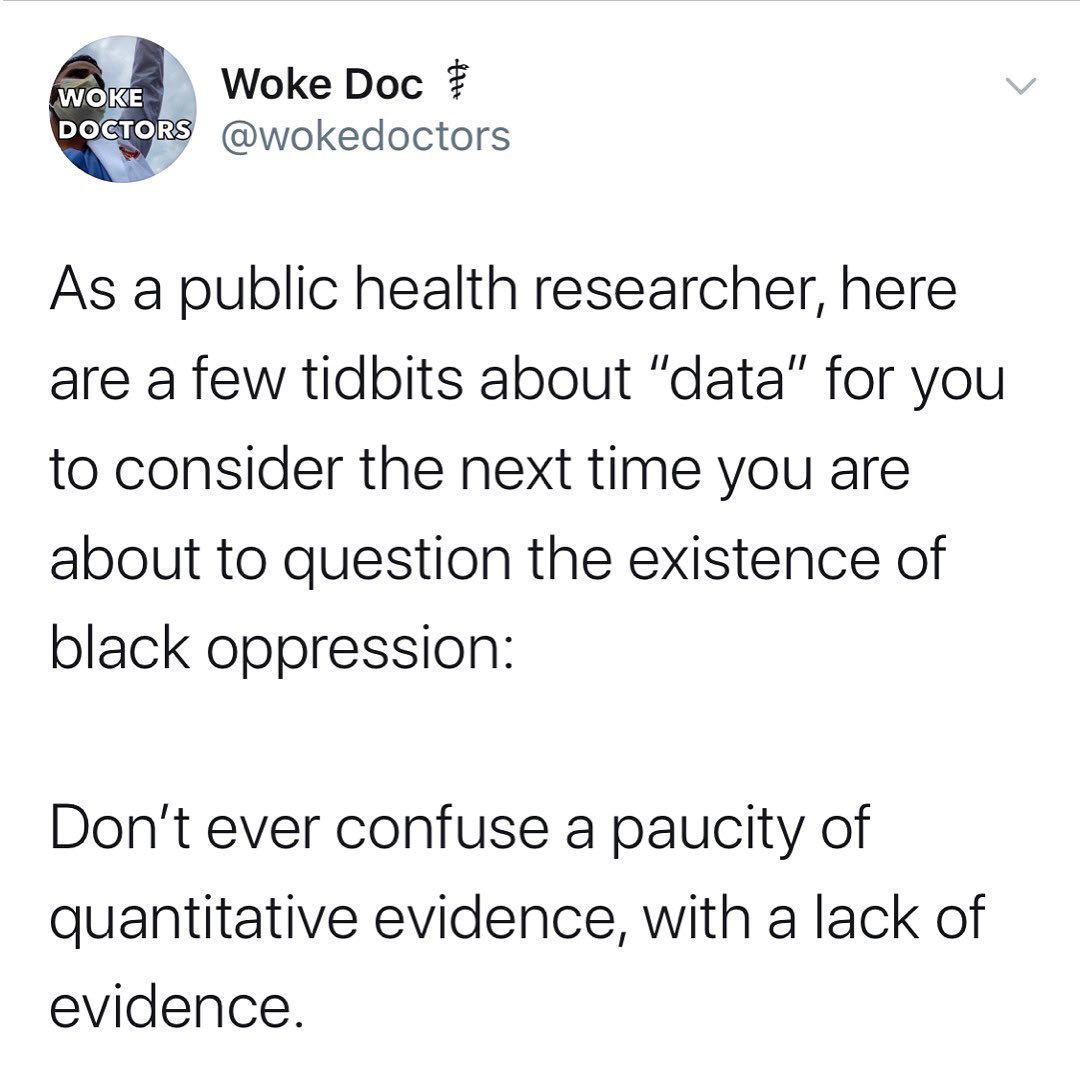 WOKE
DOCTORS
Woke Doc
@wokedoctors
As a public health researcher, here
are a few tidbits about “data” for you
to consider the next time you are
about to question the existence of
black oppression:
Don’t ever confuse a paucity of
quantitative evidence, with a lack of
evidence.